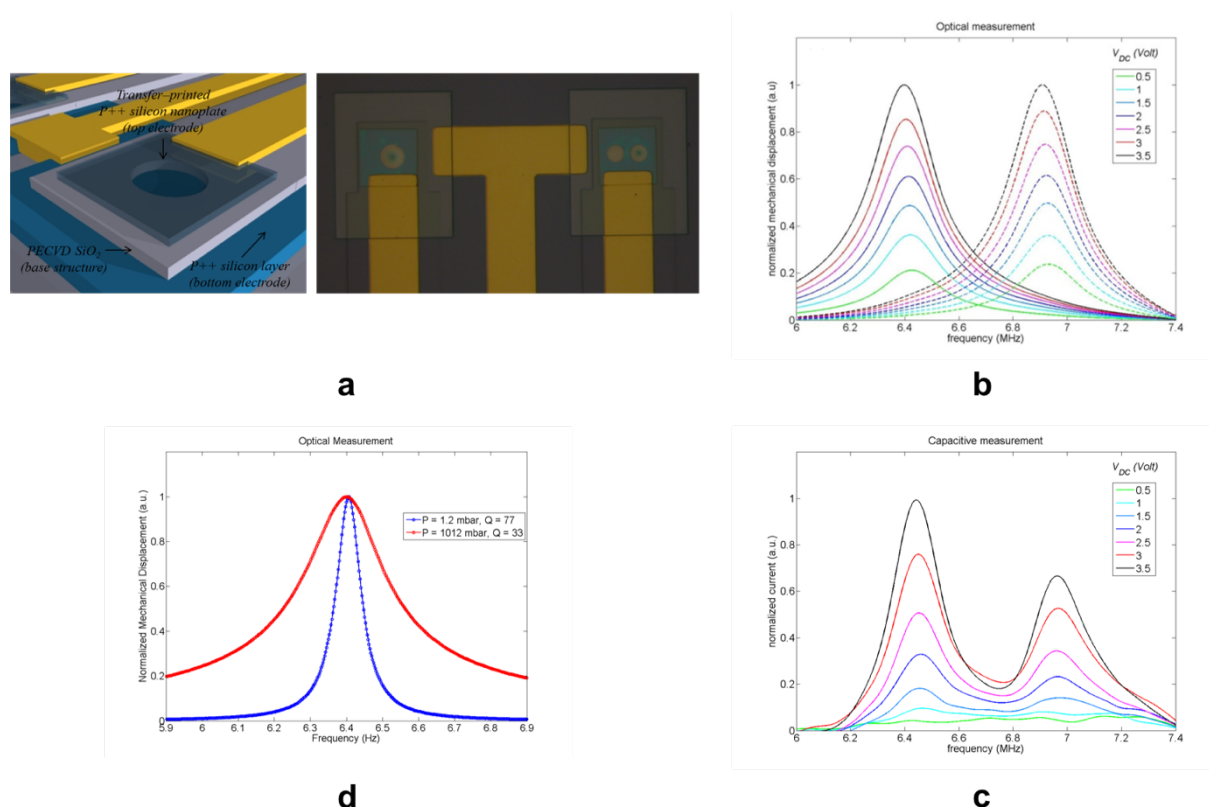 Transfer–printed
P++ silicon nanoplate
(top electrode)
PECVD SiO₂
(base structure)
P++ silicon layer
(bottom electrode)
a
Optical measurement
V_DC (Volt)
0.5
1
1.5
2
2.5
3
3.5
normalized mechanical displacement (a.u)
1
0.8
0.6
0.4
0.2
0
6 6.2 6.4 6.6 6.8 7 7.2 7.4
frequency (MHz)
b
Optical Measurement
P = 1.2 mbar, Q = 77
P = 1012 mbar, Q = 33
Normalized Mechanical Displacement (a.u.)
1
0.8
0.6
0.4
0.2
0
5.9 6 6.1 6.2 6.3 6.4 6.5 6.6 6.7 6.8 6.9
Frequency (Hz)
d
Capacitive measurement
V_DC (Volt)
0.5
1
1.5
2
2.5
3
3.5
normalized current (a.u.)
1
0.8
0.6
0.4
0.2
0
6 6.2 6.4 6.6 6.8 7 7.2 7.4
frequency (MHz)
c